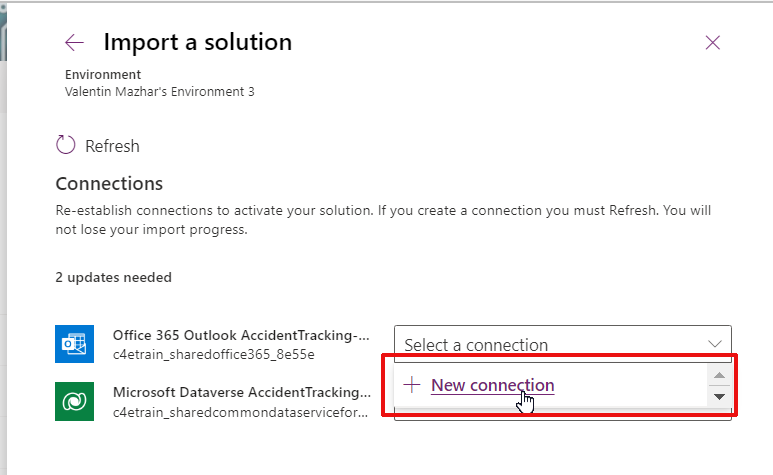 Import a solution
Environment
Valentin Mazhar's Environment 3
Refresh
Connections
Re-establish connections to activate your solution. If you create a connection you must Refresh. You will
not lose your import progress.
2 updates needed
Office 365 Outlook AccidentTracking-...
c4etrain_sharedoffice365_8e55e
Select a connection
New connection
Microsoft Dataverse AccidentTracking...
c4etrain_sharedcommondataservicefor...